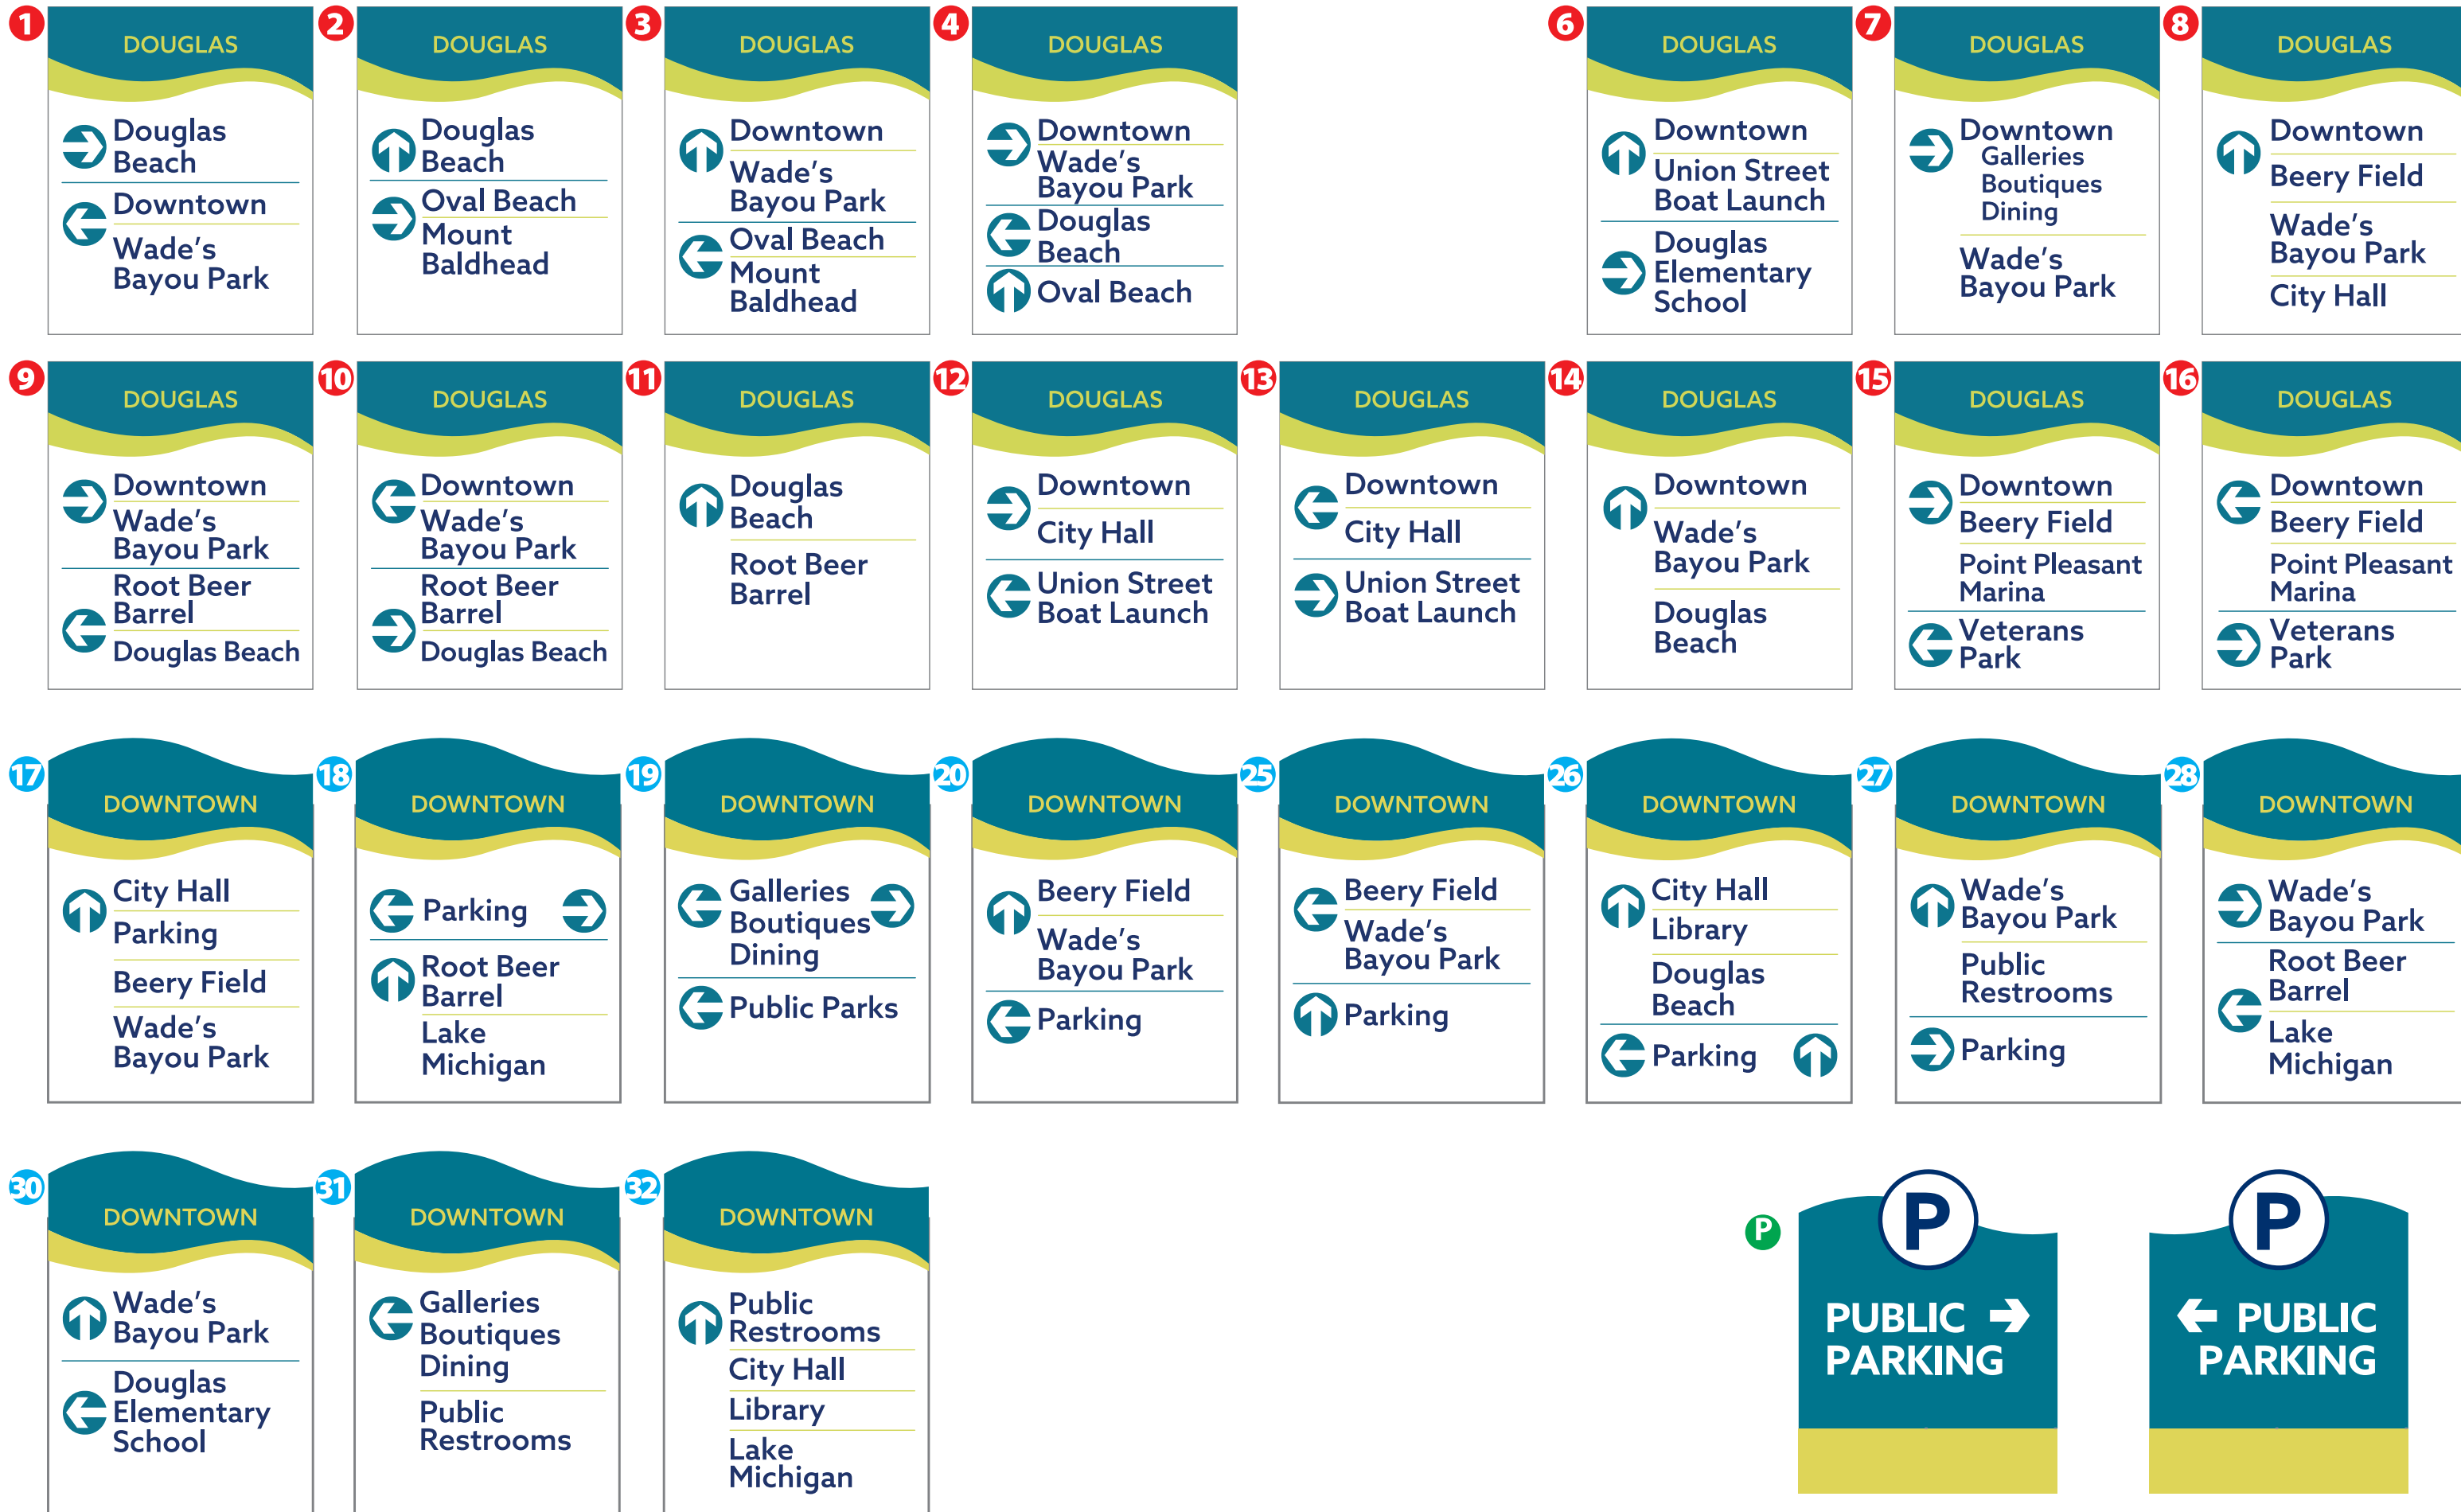 1
DOUGLAS
Douglas
Beach
Downtown
Wade's
Bayou Park
2
DOUGLAS
Douglas
Beach
Oval Beach
Mount
Baldhead
3
DOUGLAS
Downtown
Wade's
Bayou Park
Oval Beach
Mount
Baldhead
4
DOUGLAS
Downtown
Wade's
Bayou Park
Douglas
Beach
Oval Beach
6
DOUGLAS
Downtown
Union Street
Boat Launch
Douglas
Elementary
School
7
DOUGLAS
Downtown
Galleries
Boutiques
Dining
Wade's
Bayou Park
8
DOUGLAS
Downtown
Beery Field
Wade's
Bayou Park
City Hall
9
DOUGLAS
Downtown
Wade's
Bayou Park
Root Beer
Barrel
Douglas Beach
10
DOUGLAS
Downtown
Wade's
Bayou Park
Root Beer
Barrel
Douglas Beach
11
DOUGLAS
Douglas
Beach
Root Beer
Barrel
12
DOUGLAS
Downtown
City Hall
Union Street
Boat Launch
13
DOUGLAS
Downtown
City Hall
Union Street
Boat Launch
14
DOUGLAS
Downtown
Wade's
Bayou Park
Douglas
Beach
15
DOUGLAS
Downtown
Beery Field
Point Pleasant
Marina
Veterans
Park
16
DOUGLAS
Downtown
Beery Field
Point Pleasant
Marina
Veterans
Park
17
DOWNTOWN
City Hall
Parking
Beery Field
Wade's
Bayou Park
18
DOWNTOWN
Parking
Root Beer
Barrel
Lake
Michigan
19
DOWNTOWN
Galleries
Boutiques
Dining
Public Parks
20
DOWNTOWN
Beery Field
Wade's
Bayou Park
Parking
25
DOWNTOWN
Beery Field
Wade's
Bayou Park
Parking
26
DOWNTOWN
City Hall
Library
Douglas
Beach
Parking
27
DOWNTOWN
Wade's
Bayou Park
Public
Restrooms
Parking
28
DOWNTOWN
Wade's
Bayou Park
Root Beer
Barrel
Lake
Michigan
30
DOWNTOWN
Wade's
Bayou Park
Douglas
Elementary
School
31
DOWNTOWN
Galleries
Boutiques
Dining
Public
Restrooms
32
DOWNTOWN
Public
Restrooms
City Hall
Library
Lake
Michigan
P
P
PUBLIC
PARKING
P
PUBLIC
PARKING